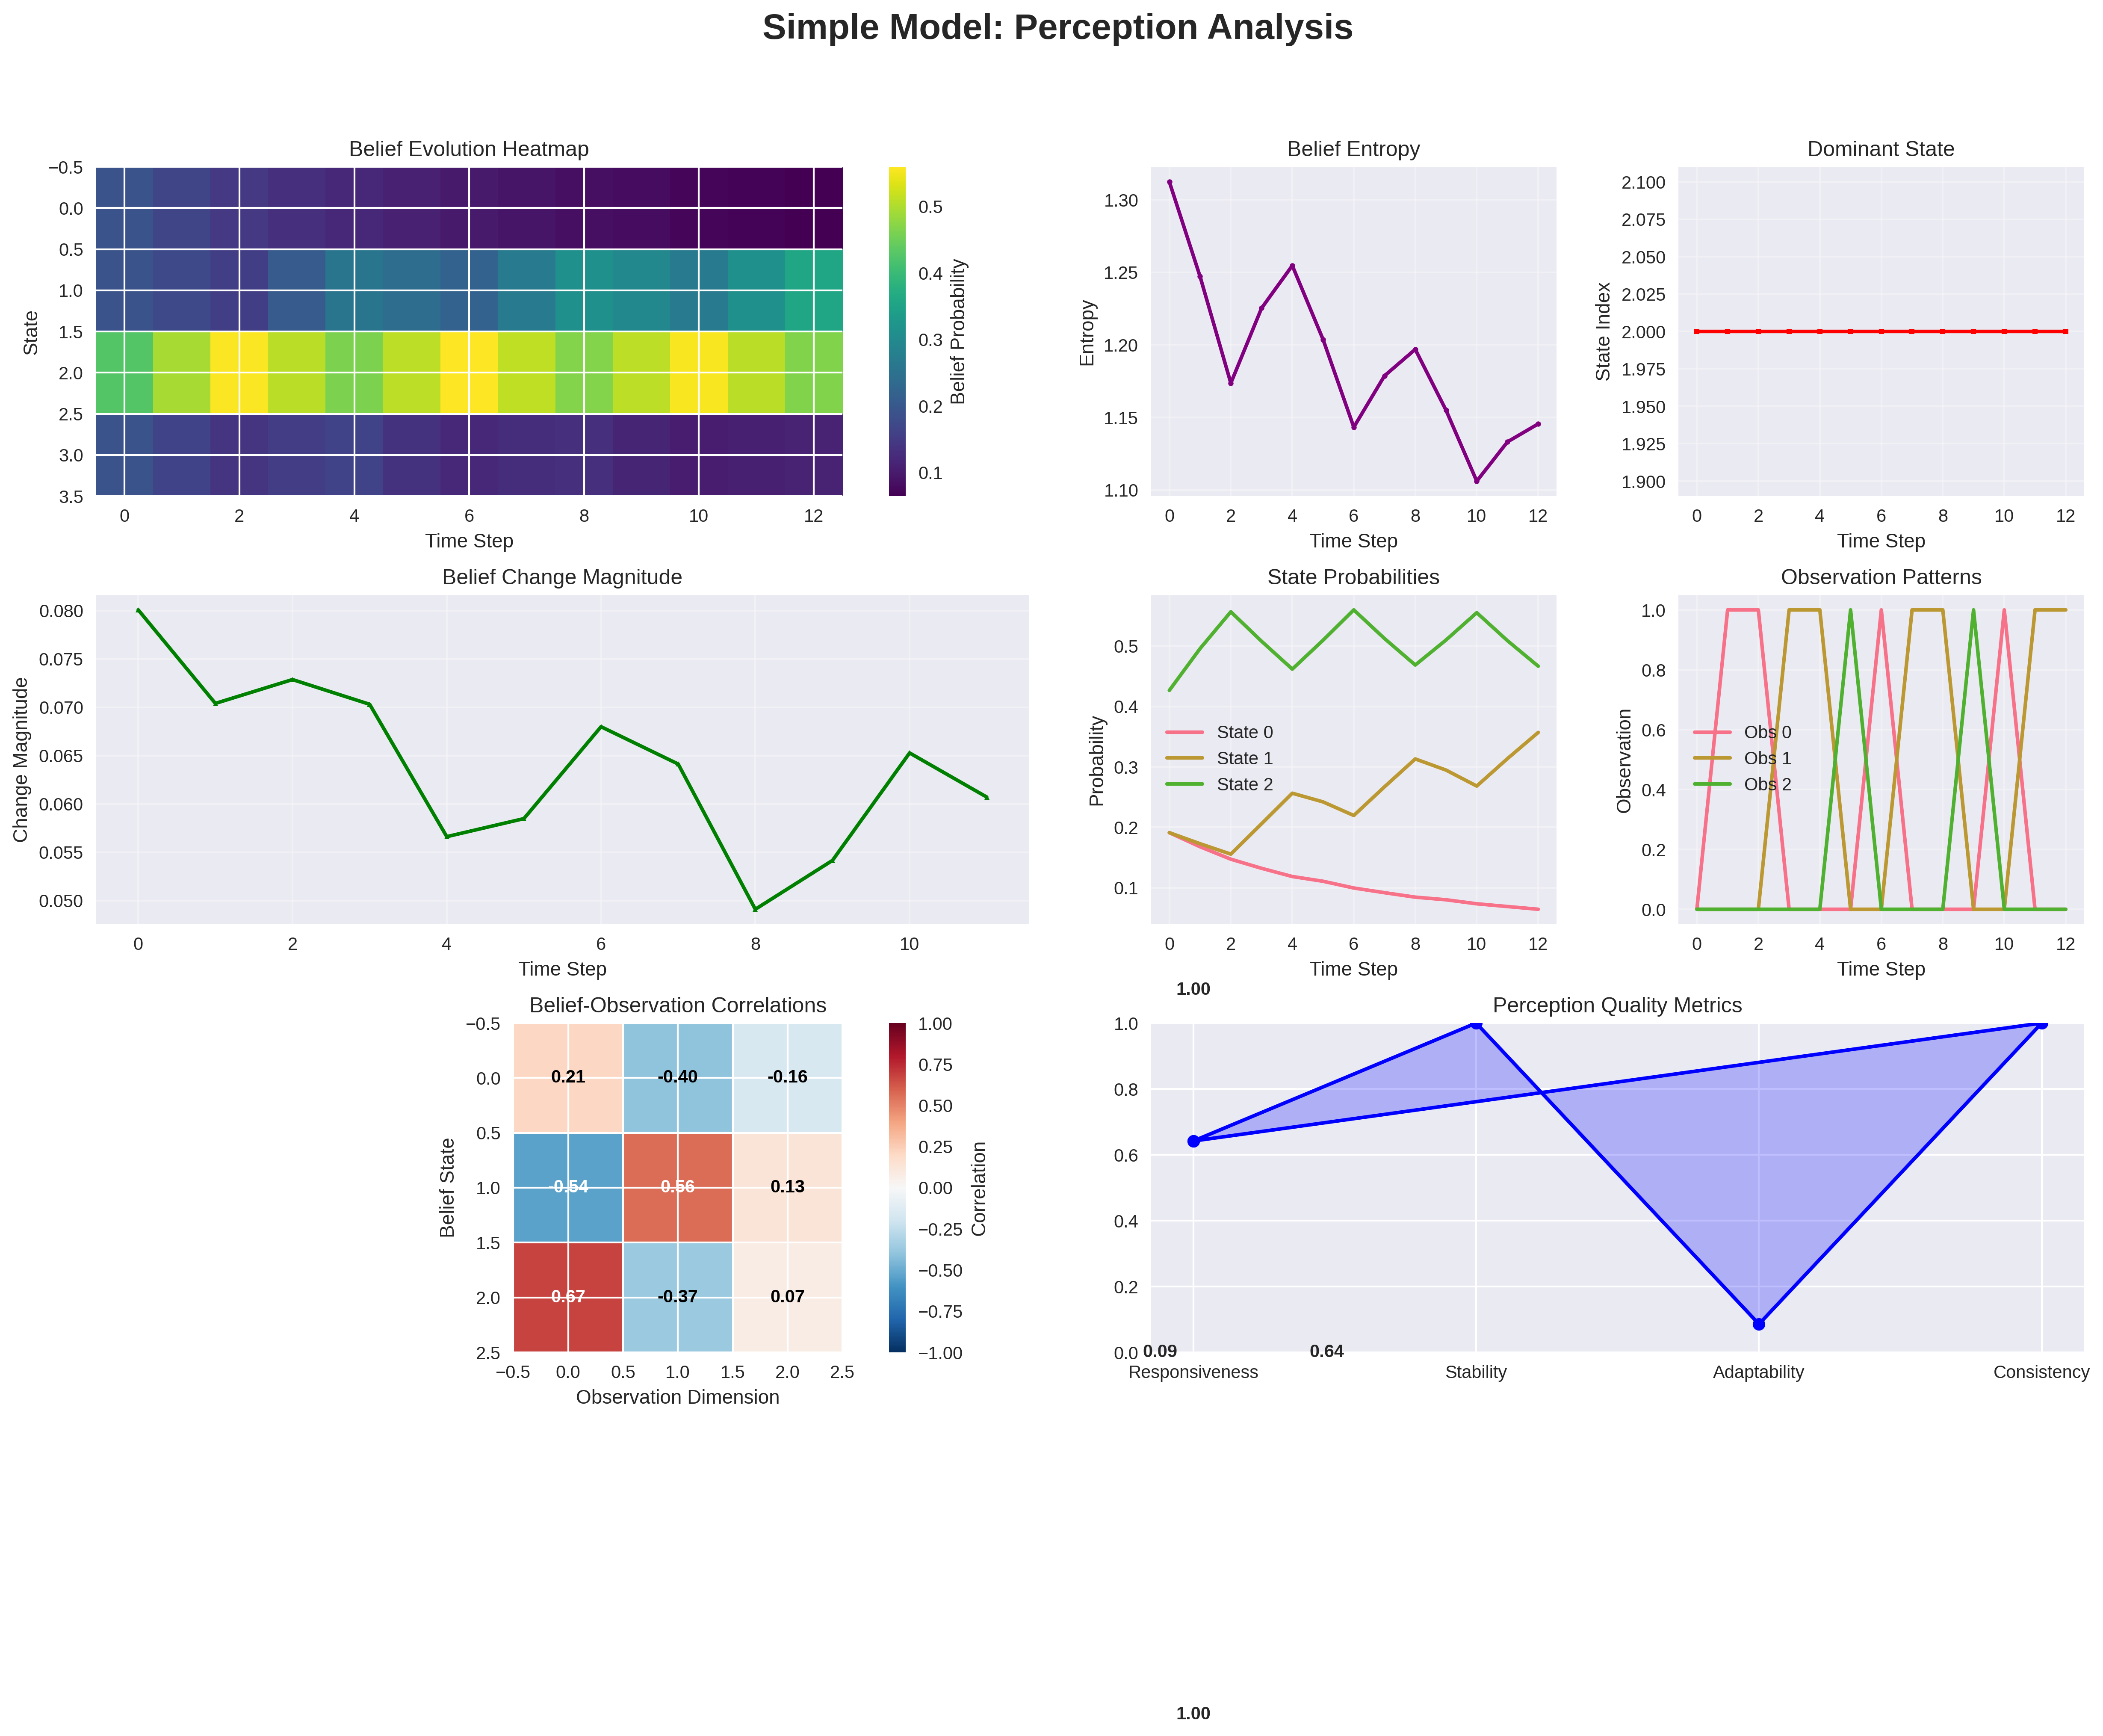 Simple Model: Perception Analysis
Belief Evolution Heatmap
−0.5
0.0
0.5
1.0
1.5
2.0
2.5
3.0
3.5
State
0 2 4 6 8 10 12
Time Step
0.5
0.4
0.3
0.2
0.1
Belief Probability
Belief Entropy
1.30
1.25
1.20
1.15
1.10
Entropy
0 2 4 6 8 10 12
Time Step
Dominant State
2.100
2.075
2.050
2.025
2.000
1.975
1.950
1.925
1.900
State Index
0 2 4 6 8 10 12
Time Step
Belief Change Magnitude
0.080
0.075
0.070
0.065
0.060
0.055
0.050
Change Magnitude
0 2 4 6 8 10
Time Step
State Probabilities
0.5
0.4
0.3
0.2
0.1
Probability
State 0
State 1
State 2
0 2 4 6 8 10 12
Time Step
Observation Patterns
1.0
0.8
0.6
0.4
0.2
0.0
Observation
Obs 0
Obs 1
Obs 2
0 2 4 6 8 10 12
Time Step
Belief-Observation Correlations
−0.5
0.0
0.5
1.0
1.5
2.0
2.5
Belief State
0.21 -0.40 -0.16
-0.54 0.56 0.13
0.67 -0.37 0.07
−0.5 0.0 0.5 1.0 1.5 2.0 2.5
Observation Dimension
1.00
0.75
0.50
0.25
0.00
−0.25
−0.50
−0.75
−1.00
Correlation
1.00
Perception Quality Metrics
1.0
0.8
0.6
0.4
0.2
0.0
0.09 0.64
Responsiveness Stability Adaptability Consistency
1.00